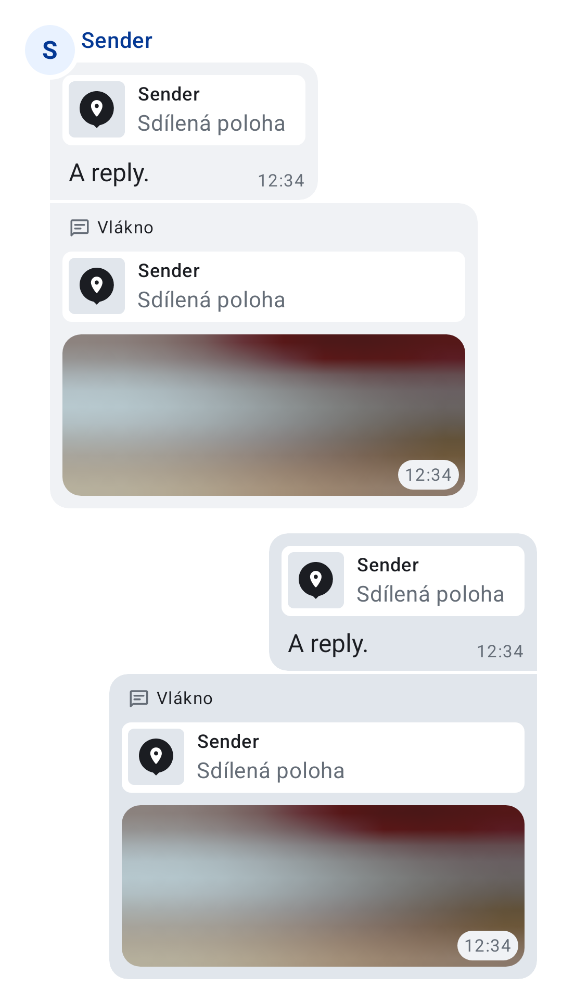 S
Sender
Sender
Sdílená poloha
A reply.
12:34
Vlákno
Sender
Sdílená poloha
12:34
Sender
Sdílená poloha
A reply.
12:34
Vlákno
Sender
Sdílená poloha
12:34